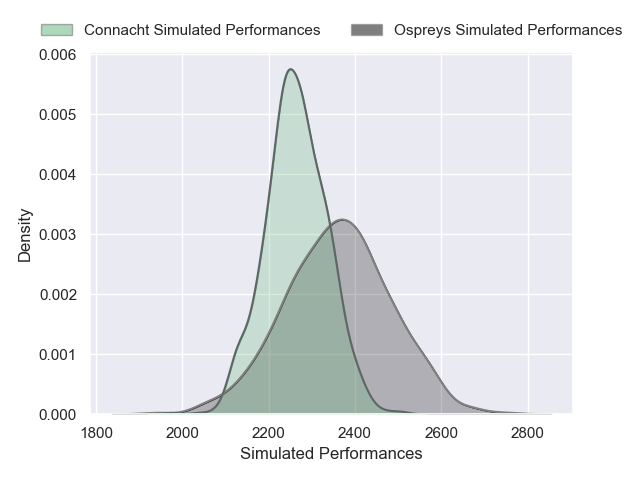 Connacht Simulated Performances
Ospreys Simulated Performances
0.006
0.005
0.004
0.003
0.002
0.001
0.000
Density
1800 2000 2200 2400 2600 2800
Simulated Performances